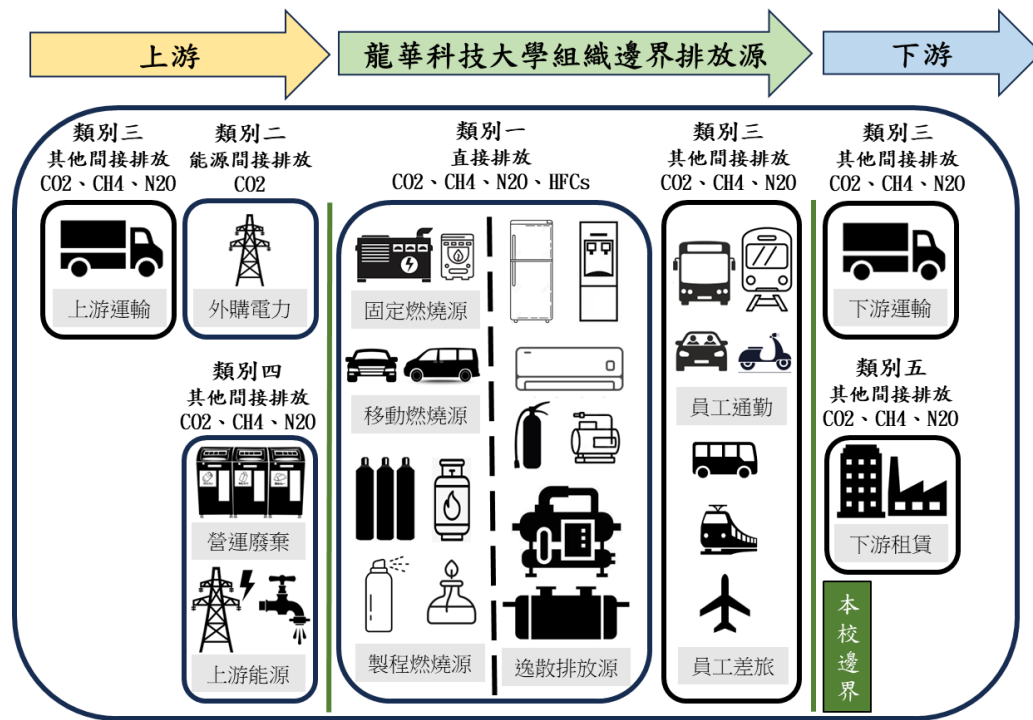 上游
龍華科技大學組織邊界排放源
下游
類別三
其他間接排放
CO2、CH4、N2O
上游運輸
類別二
能源間接排放
CO2
外購電力
類別四
其他間接排放
CO2、CH4、N2O
營運廢棄
上游能源
類別一
直接排放
CO2、CH4、N2O、HFCs
固定燃燒源
移動燃燒源
製程燃燒源
逸散排放源
類別三
其他間接排放
CO2、CH4、N2O
員工通勤
員工差旅
類別三
其他間接排放
CO2、CH4、N2O
下游運輸
類別五
其他間接排放
CO2、CH4、N2O
下游租賃
本校邊界